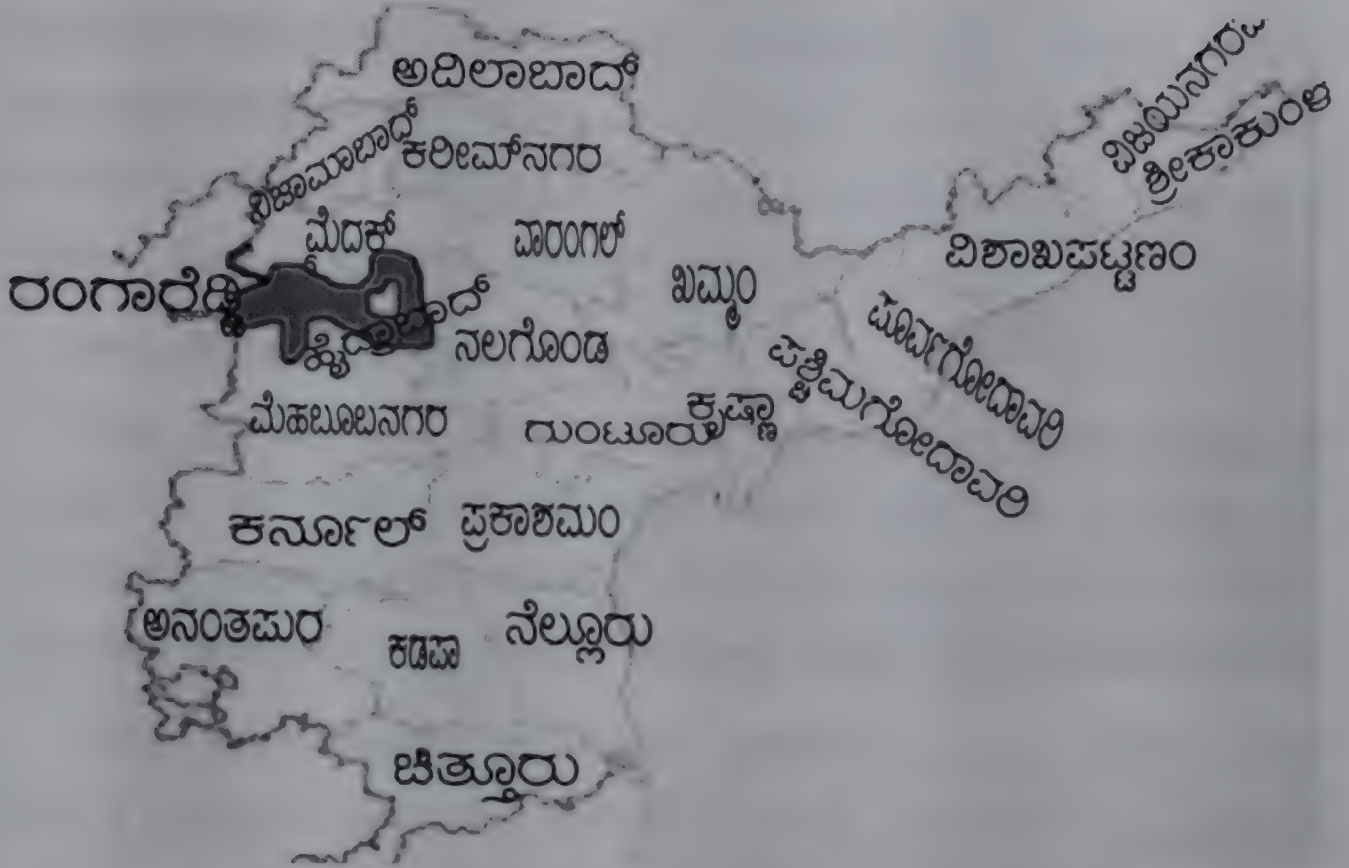 ಅದಿಲಾಬಾದ್
ವಿಜಯನಗರಂ
ಶ್ರೀಕಾಕುಂಳ
ನಿಜಾಮಾಬಾದ್
ಕರೀಮ್‌ನಗರ
ಮೆದಕ್
ವಾರಂಗಲ್
ವಿಶಾಖಪಟ್ಟಣಂ
ರಂಗಾರೆಡ್ಡಿ
ಖಮ್ಮಂ
ಹೈದ್ರಾಬಾದ್
ನಲಗೊಂಡ
ಪೂರ್ವಗೋದಾವರಿ
ಪಶ್ಚಿಮಗೋದಾವರಿ
ಮೆಹಬೂಬನಗರ
ಗುಂಟೂರು
ಕೃಷ್ಣಾ
ಕರ್ನೂಲ್
ಪ್ರಕಾಶಮಂ
ಅನಂತಪುರ
ಕಡಪಾ
ನೆಲ್ಲೂರು
ಚಿತ್ತೂರು